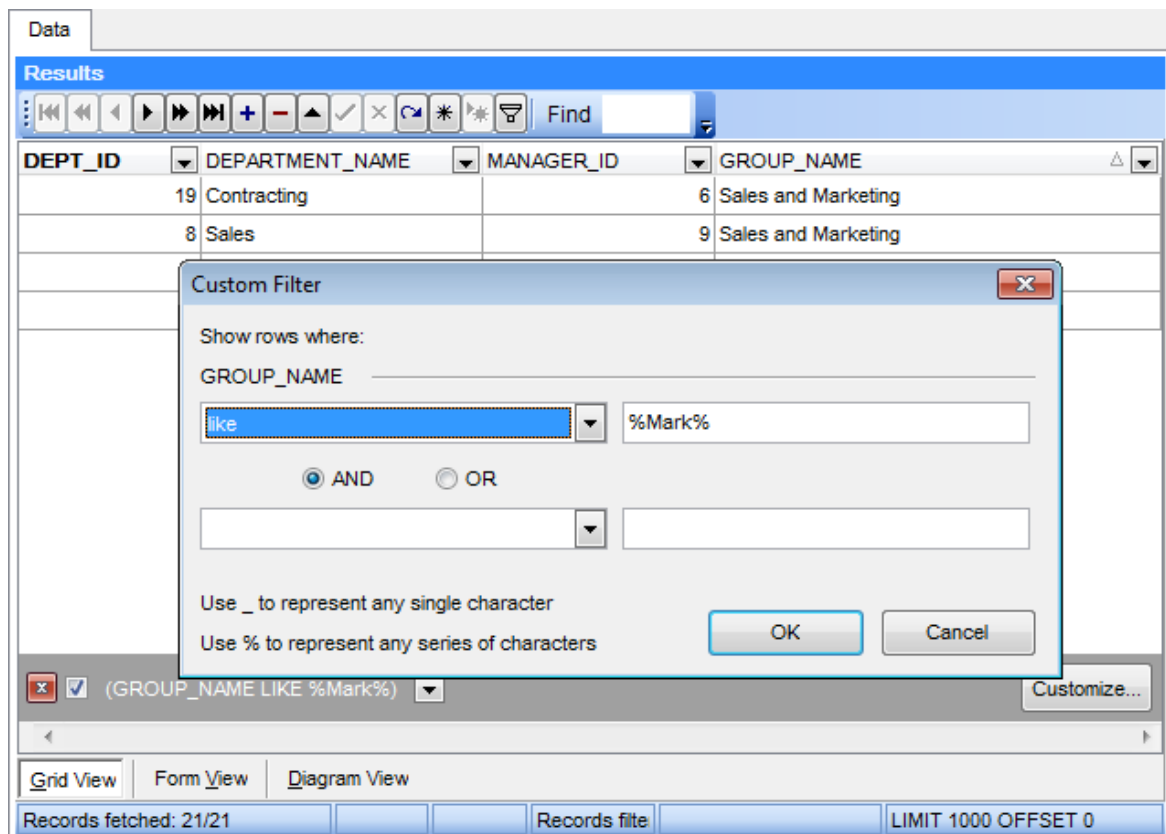 Data
Results
Find
DEPT_ID DEPARTMENT_NAME MANAGER_ID GROUP_NAME
19 Contracting 6 Sales and Marketing
8 Sales 9 Sales and Marketing
Custom Filter
Show rows where:
GROUP_NAME
like %Mark%
AND OR
Use _ to represent any single character
Use % to represent any series of characters
OK Cancel
(GROUP_NAME LIKE %Mark%) Customize...
Grid View Form View Diagram View
Records fetched: 21/21 Records filte LIMIT 1000 OFFSET 0